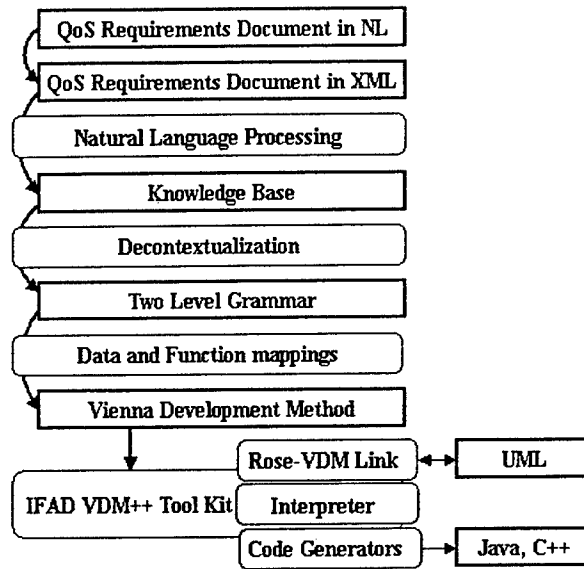 QoS Requirements Document in NL
QoS Requirements Document in XML
Natural Language Processing
Knowledge Base
Decontextualization
Two Level Grammar
Data and Function mappings
Vienna Development Method
Rose-VDM Link
UML
IFAD VDM++ Tool Kit
Interpreter
Code Generators
Java, C++